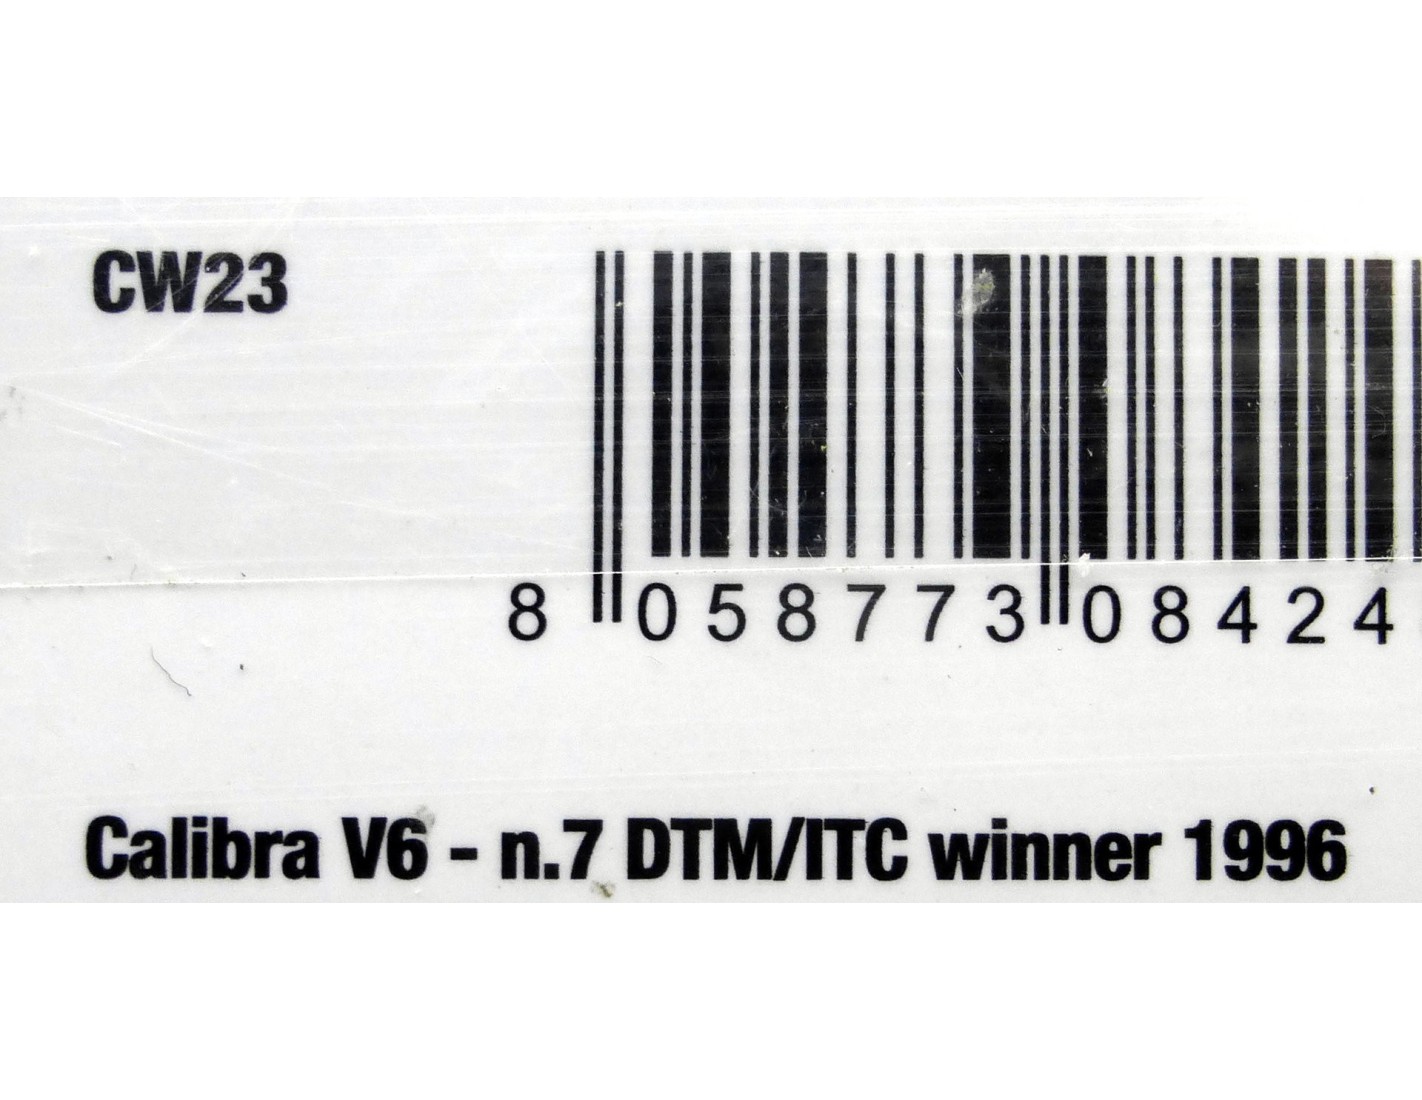 CW23
8 058773 08424
Calibra V6 - n.7 DTM/ITC winner 1996